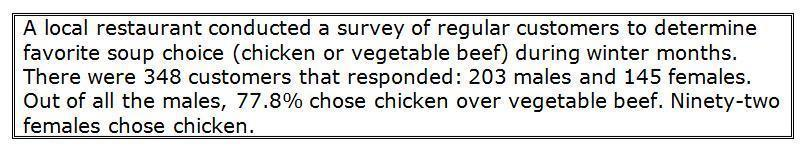 A local restaurant conducted a survey of regular customers to determine
favorite soup choice (chicken or vegetable beef) during winter months.
There were 348 customers that responded: 203 males and 145 females.
Out of all the males, 77.8% chose chicken over vegetable beef. Ninety-two
females chose chicken.